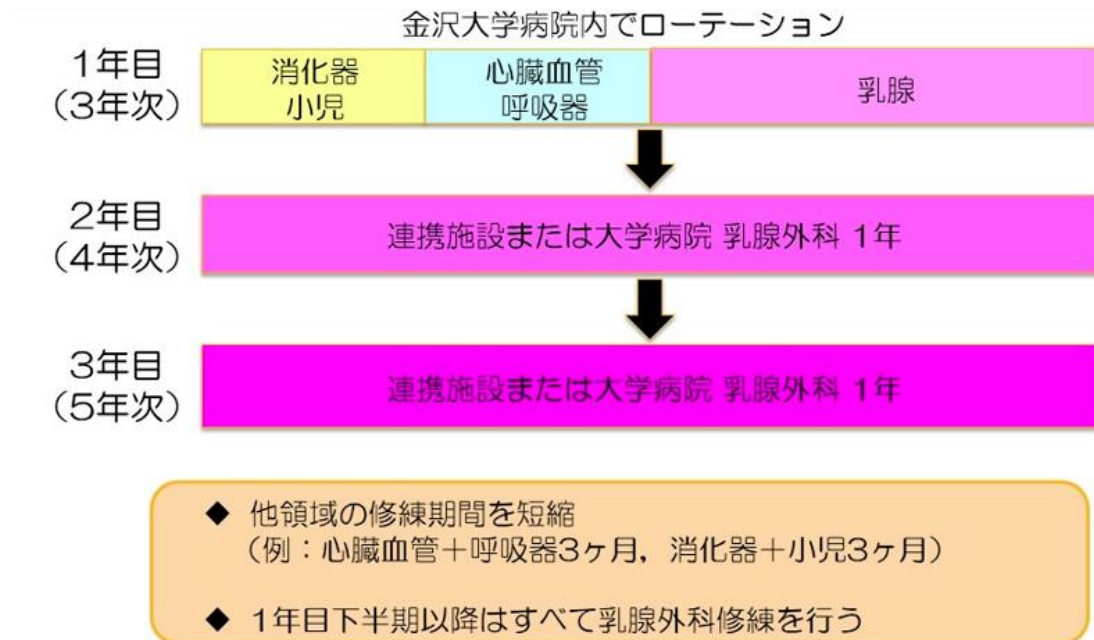 金沢大学病院内でローテーション
1年目
(3年次)
消化器
小児
心臓血管
呼吸器
乳腺
2年目
(4年次)
連携施設または大学病院 乳腺外科 1年
3年目
(5年次)
連携施設または大学病院 乳腺外科 1年
◆ 他領域の修練期間を短縮
(例：心臓血管＋呼吸器3ヶ月，消化器＋小児3ヶ月)
◆ 1年目下半期以降はすべて乳腺外科修練を行う